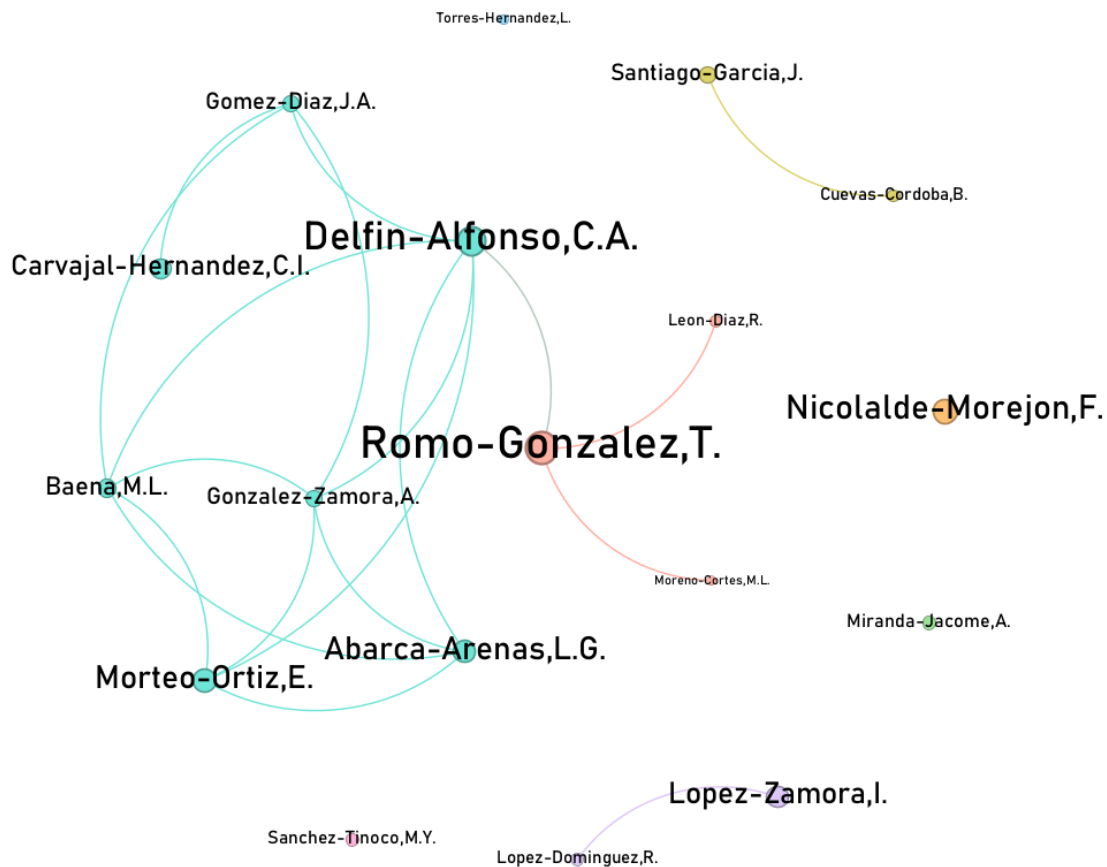 Torres-Hernandez,L.
Santiago-Garcia,J.
Gomez-Diaz,J.A.
Cuevas-Cordoba,B.
Delfin-Alfonso,C.A.
Carvajal-Hernandez,C.I.
Leon-Diaz,R.
Nicolalde-Morejon,F.
Romo-Gonzalez,T.
Baena,M.L.
Gonzalez-Zamora,A.
Moreno-Cortes,M.L.
Miranda-Jacome,A.
Abarca-Arenas,L.G.
Morteo-Ortiz,E.
Lopez-Zamora,I.
Sanchez-Tinoco,M.Y.
Lopez-Dominguez,R.